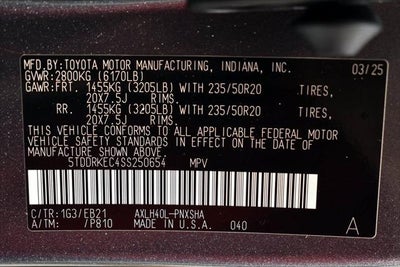 MFD.BY:TOYOTA MOTOR MANUFACTURING, INDIANA, INC. 03/25
GVWR:2800KG (6170LB)
GAWR:FRT. 1455KG (3205LB) WITH 235/50R20 TIRES,
20X7.5J RIMS.
RR. 1455KG (3205LB) WITH 235/50R20 TIRES,
20X7.5J RIMS.
THIS VEHICLE CONFORMS TO ALL APPLICABLE FEDERAL MOTOR
VEHICLE SAFETY STANDARDS IN EFFECT ON THE DATE OF
MANUFACTURE SHOWN ABOVE.
5TDDRKEC4SS250654 MPV
C/TR:1G3/EB21 AXLH40L-PNXSHA
A/TM: /P810 MADE IN U.S.A. 040 A